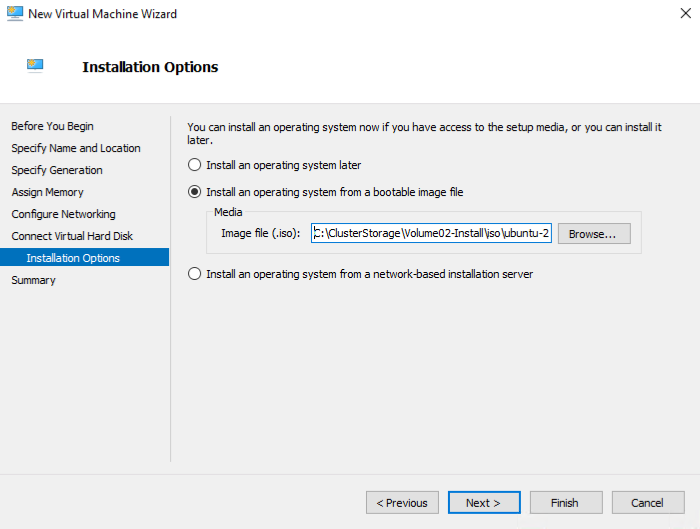 New Virtual Machine Wizard
Installation Options
Before You Begin
Specify Name and Location
Specify Generation
Assign Memory
Configure Networking
Connect Virtual Hard Disk
Installation Options
Summary
You can install an operating system now if you have access to the setup media, or you can install it
later.
Install an operating system later
Install an operating system from a bootable image file
Media
Image file (.iso): C:\ClusterStorage\Volume02-Install\iso\ubuntu-2 Browse...
Install an operating system from a network-based installation server
< Previous Next > Finish Cancel